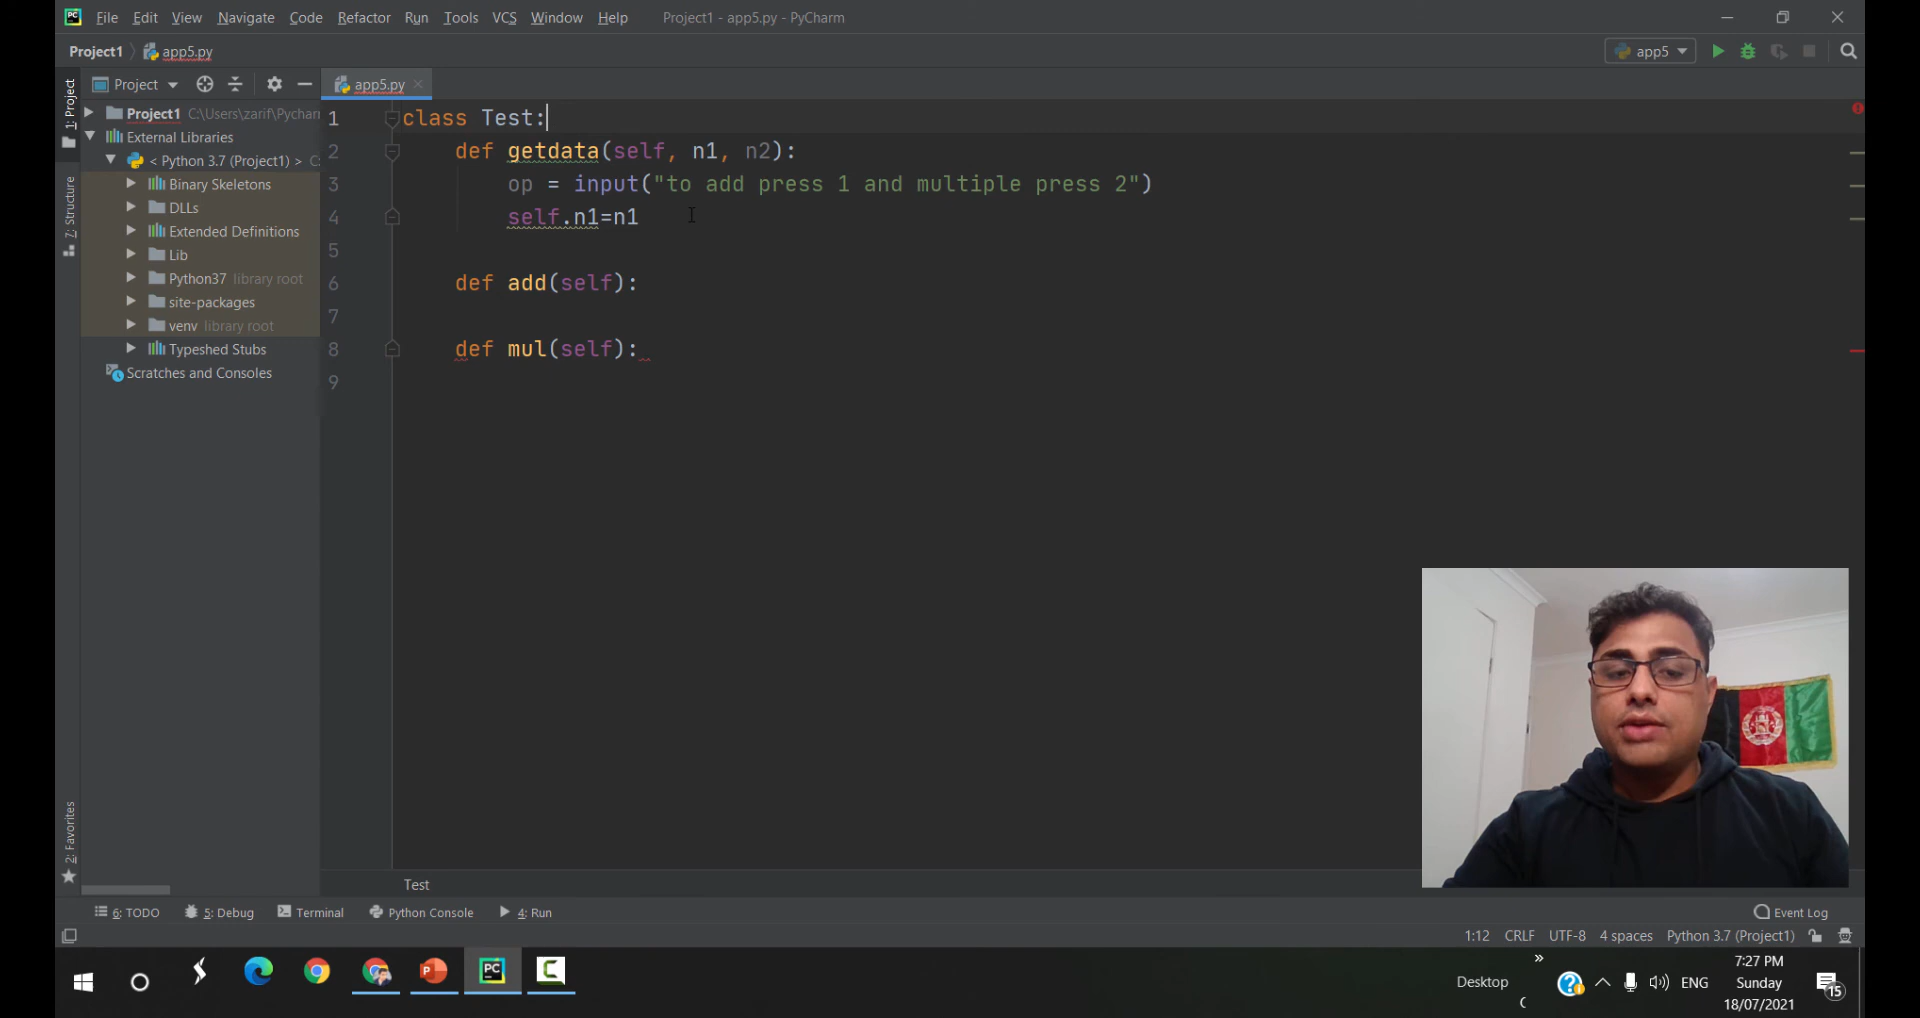 PC File Edit View Navigate Code Refactor Run Tools VCS Window Help Project1 - app5.py - PyCharm
Project1 app5.py app5
1: Project
Project
app5.py
Project1 C:\Users\zarif\Pycharm
External Libraries
< Python 3.7 (Project1) > C:
Binary Skeletons
DLLs
Extended Definitions
Lib
Python37 library root
site-packages
venv library root
Typeshed Stubs
Scratches and Consoles
7: Structure
2: Favorites
1 class Test:
2 def getdata(self, n1, n2):
3 op = input("to add press 1 and multiple press 2")
4 self.n1=n1
5
6 def add(self):
7
8 def mul(self):
9
Test
6: TODO 5: Debug Terminal Python Console 4: Run Event Log
1:12 CRLF UTF-8 4 spaces Python 3.7 (Project1)
P PC C Desktop » ENG 7:27 PM
Sunday
18/07/2021
15